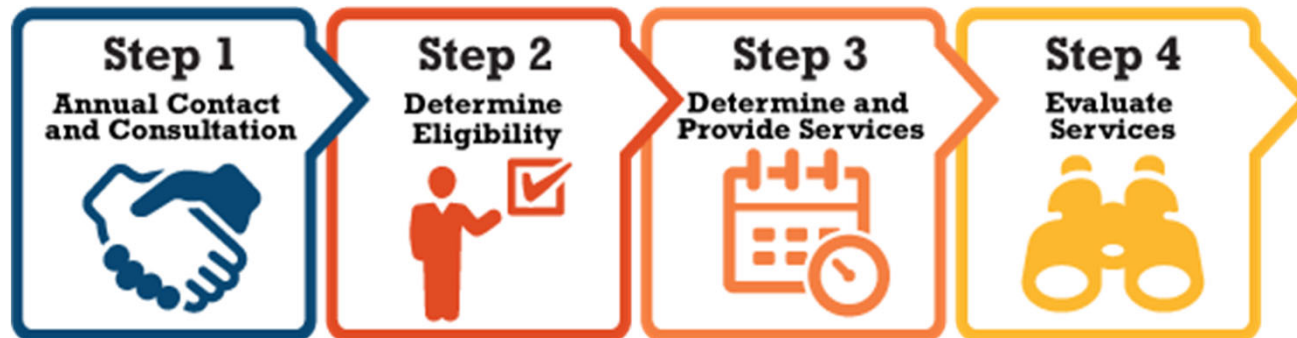 Step 1
Annual Contact
and Consultation
Step 2
Determine
Eligibility
Step 3
Determine and
Provide Services
Step 4
Evaluate
Services